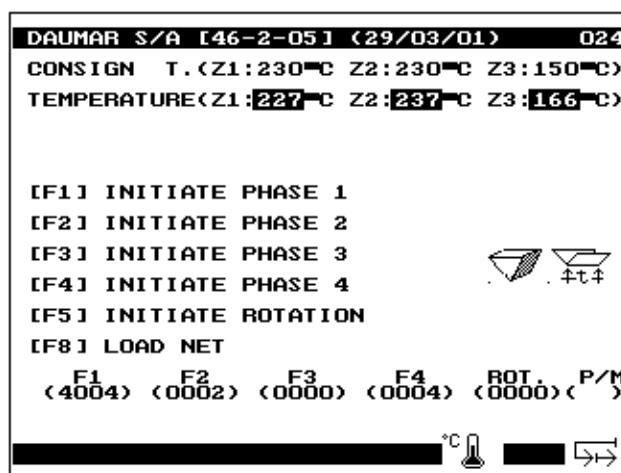 DAUMAR S/A [46-2-05] (29/03/01) 024
CONSIGN T.(Z1:230°C Z2:230°C Z3:150°C)
TEMPERATURE(Z1:227°C Z2:237°C Z3:166°C)
[F1] INITIATE PHASE 1
[F2] INITIATE PHASE 2
[F3] INITIATE PHASE 3
[F4] INITIATE PHASE 4
‡t‡
[F5] INITIATE ROTATION
[F8] LOAD NET
F1 F2 F3 F4 ROT. P/M
(4004) (0002) (0000) (0004) (0000)( )
°C